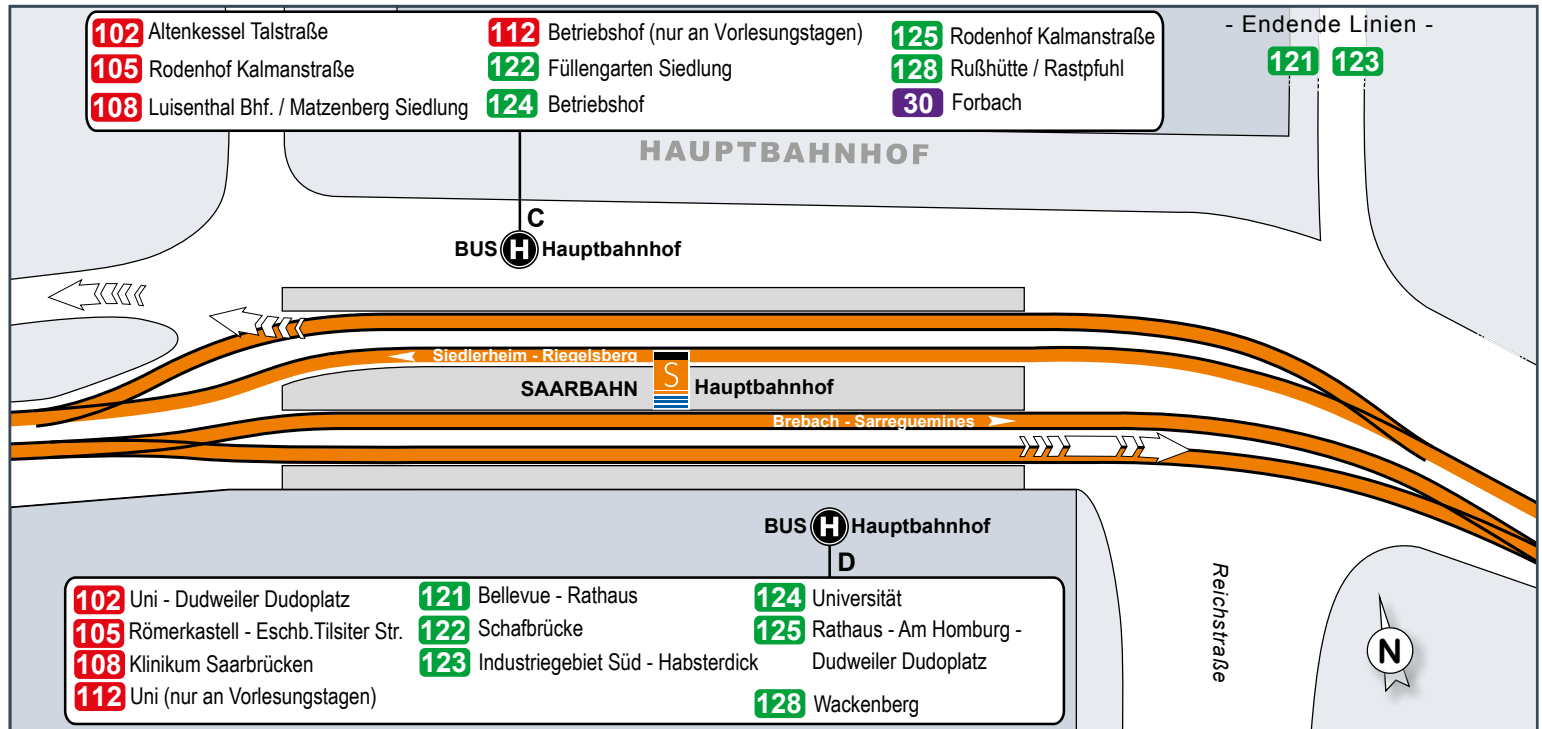 102 Altenkessel Talstraße
105 Rodenhof Kalmanstraße
108 Luisenthal Bhf. / Matzenberg Siedlung
112 Betriebshof (nur an Vorlesungstagen)
122 Füllengarten Siedlung
124 Betriebshof
125 Rodenhof Kalmanstraße
128 Rußhütte / Rastpfuhl
30 Forbach
- Endende Linien -
121 123
HAUPTBAHNHOF
C
BUS H Hauptbahnhof
Siedlerheim - Riegelsberg
SAARBAHN S Hauptbahnhof
Brebach - Sarreguemines
BUS H Hauptbahnhof
D
102 Uni - Dudweiler Dudoplatz
105 Römerkastell - Eschb.Tilsiter Str.
108 Klinikum Saarbrücken
112 Uni (nur an Vorlesungstagen)
121 Bellevue - Rathaus
122 Schafbrücke
123 Industriegebiet Süd - Habsterdick
124 Universität
125 Rathaus - Am Homburg -
Dudweiler Dudoplatz
128 Wackenberg
Reichstraße
N